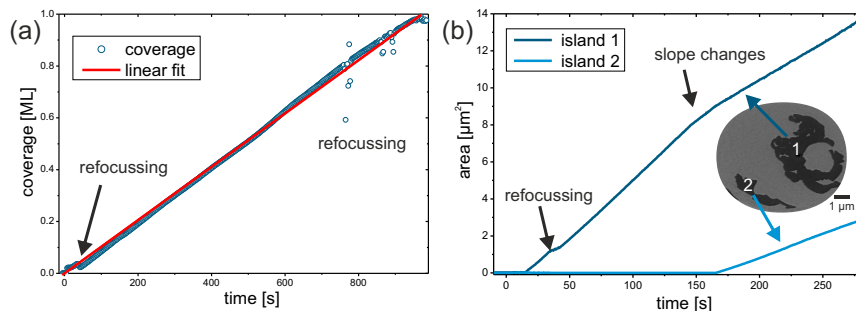 (a)
1.0
0.8
0.6
0.4
0.2
0.0
coverage [ML]
coverage
linear fit
refocussing
refocussing
0 200 400 600 800
time [s]
(b)
14
12
10
8
6
4
2
0
area [µm²]
island 1
island 2
slope changes
refocussing
1
2
1 µm
0 50 100 150 200 250
time [s]